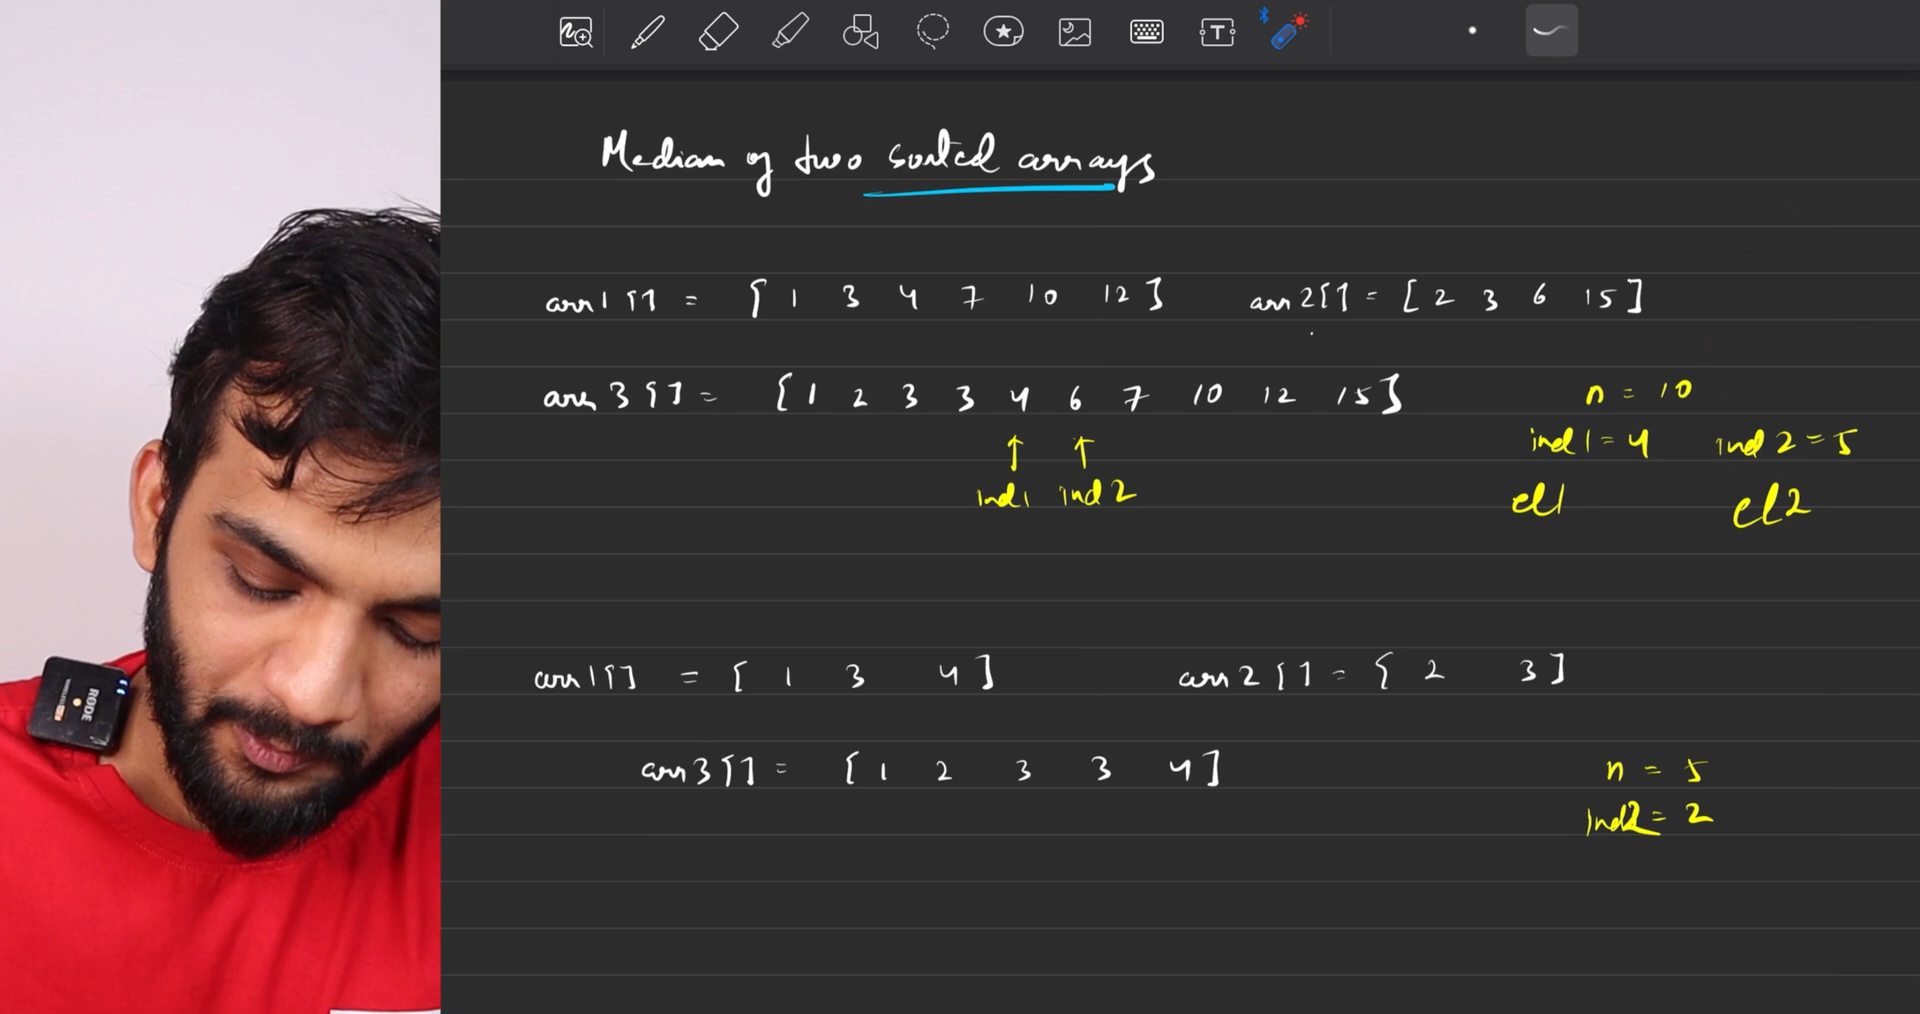 Median of two sorted arrays
arr1[] = [ 1 3 4 7 10 12 ] arr2[] = [ 2 3 6 15 ]
arr3[] = [ 1 2 3 3 4 6 7 10 12 15 ] n = 10
ind1 = 4 ind2 = 5
ind1 ind2 el1 el2
arr1[] = [ 1 3 4 ] arr2[] = [ 2 3 ]
arr3[] = [ 1 2 3 3 4 ] n = 5
ind2 = 2
RODE